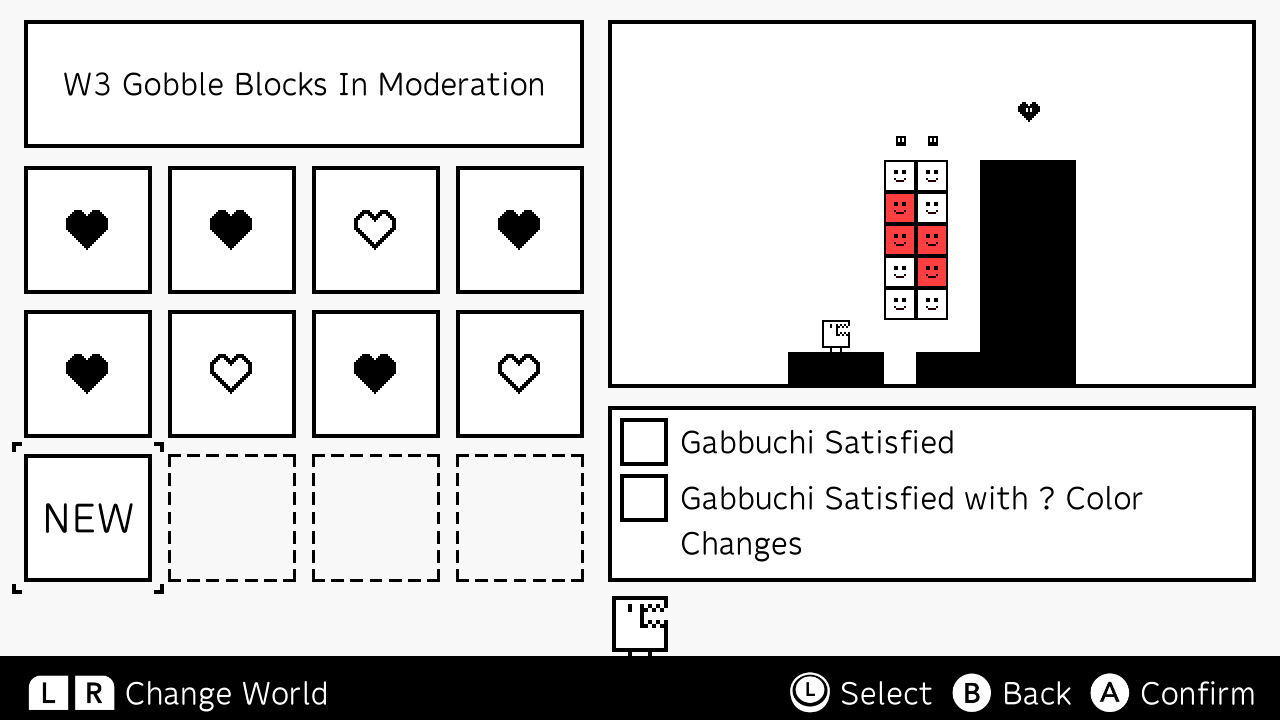 W3 Gobble Blocks In Moderation
NEW
Gabbuchi Satisfied
Gabbuchi Satisfied with ? Color
Changes
L R Change World
L Select B Back A Confirm